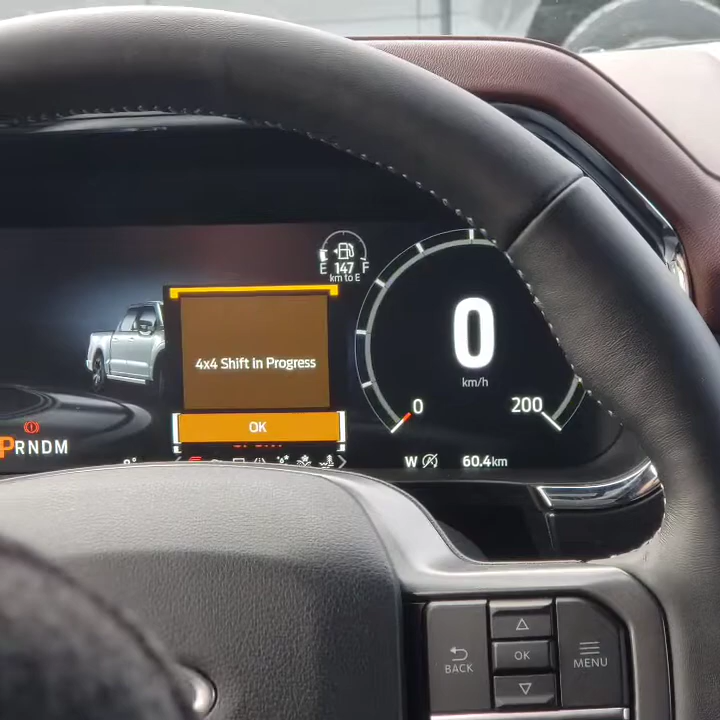 E 147 F
km to E
4x4 Shift in Progress
OK
0
km/h
0
200
PRNDM
W
60.4km
BACK
OK
MENU